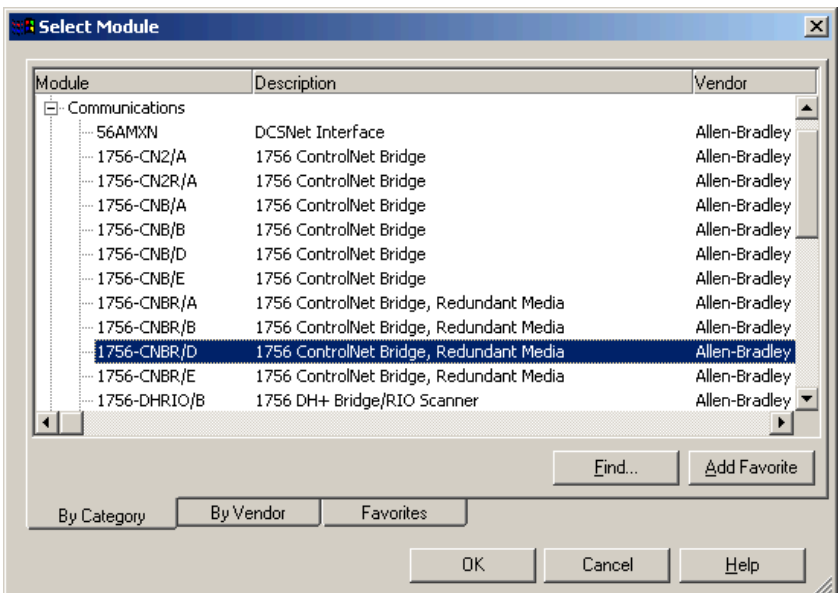 Select Module
Module Description Vendor
Communications
56AMXN DCSNet Interface Allen-Bradley
1756-CN2/A 1756 ControlNet Bridge Allen-Bradley
1756-CN2R/A 1756 ControlNet Bridge Allen-Bradley
1756-CNB/A 1756 ControlNet Bridge Allen-Bradley
1756-CNB/B 1756 ControlNet Bridge Allen-Bradley
1756-CNB/D 1756 ControlNet Bridge Allen-Bradley
1756-CNB/E 1756 ControlNet Bridge Allen-Bradley
1756-CNBR/A 1756 ControlNet Bridge, Redundant Media Allen-Bradley
1756-CNBR/B 1756 ControlNet Bridge, Redundant Media Allen-Bradley
1756-CNBR/D 1756 ControlNet Bridge, Redundant Media Allen-Bradley
1756-CNBR/E 1756 ControlNet Bridge, Redundant Media Allen-Bradley
1756-DHRIO/B 1756 DH+ Bridge/RIO Scanner Allen-Bradley
Find... Add Favorite
By Category By Vendor Favorites
OK Cancel Help